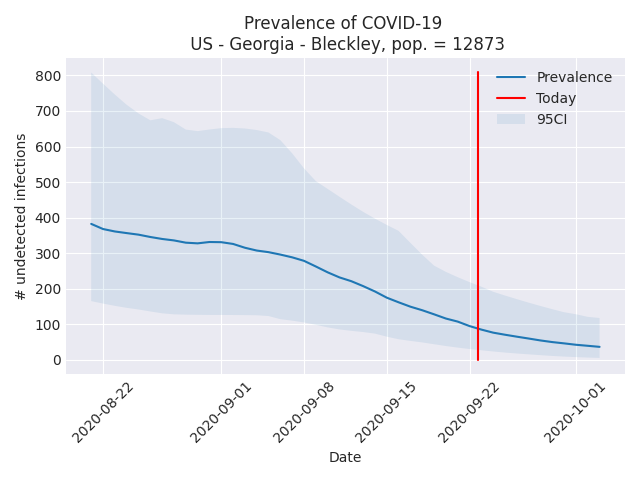 Prevalence of COVID-19
US - Georgia - Bleckley, pop. = 12873
# undetected infections
800
700
600
500
400
300
200
100
0
Prevalence
Today
95CI
2020-08-22
2020-09-01
2020-09-08
2020-09-15
2020-09-22
2020-10-01
Date